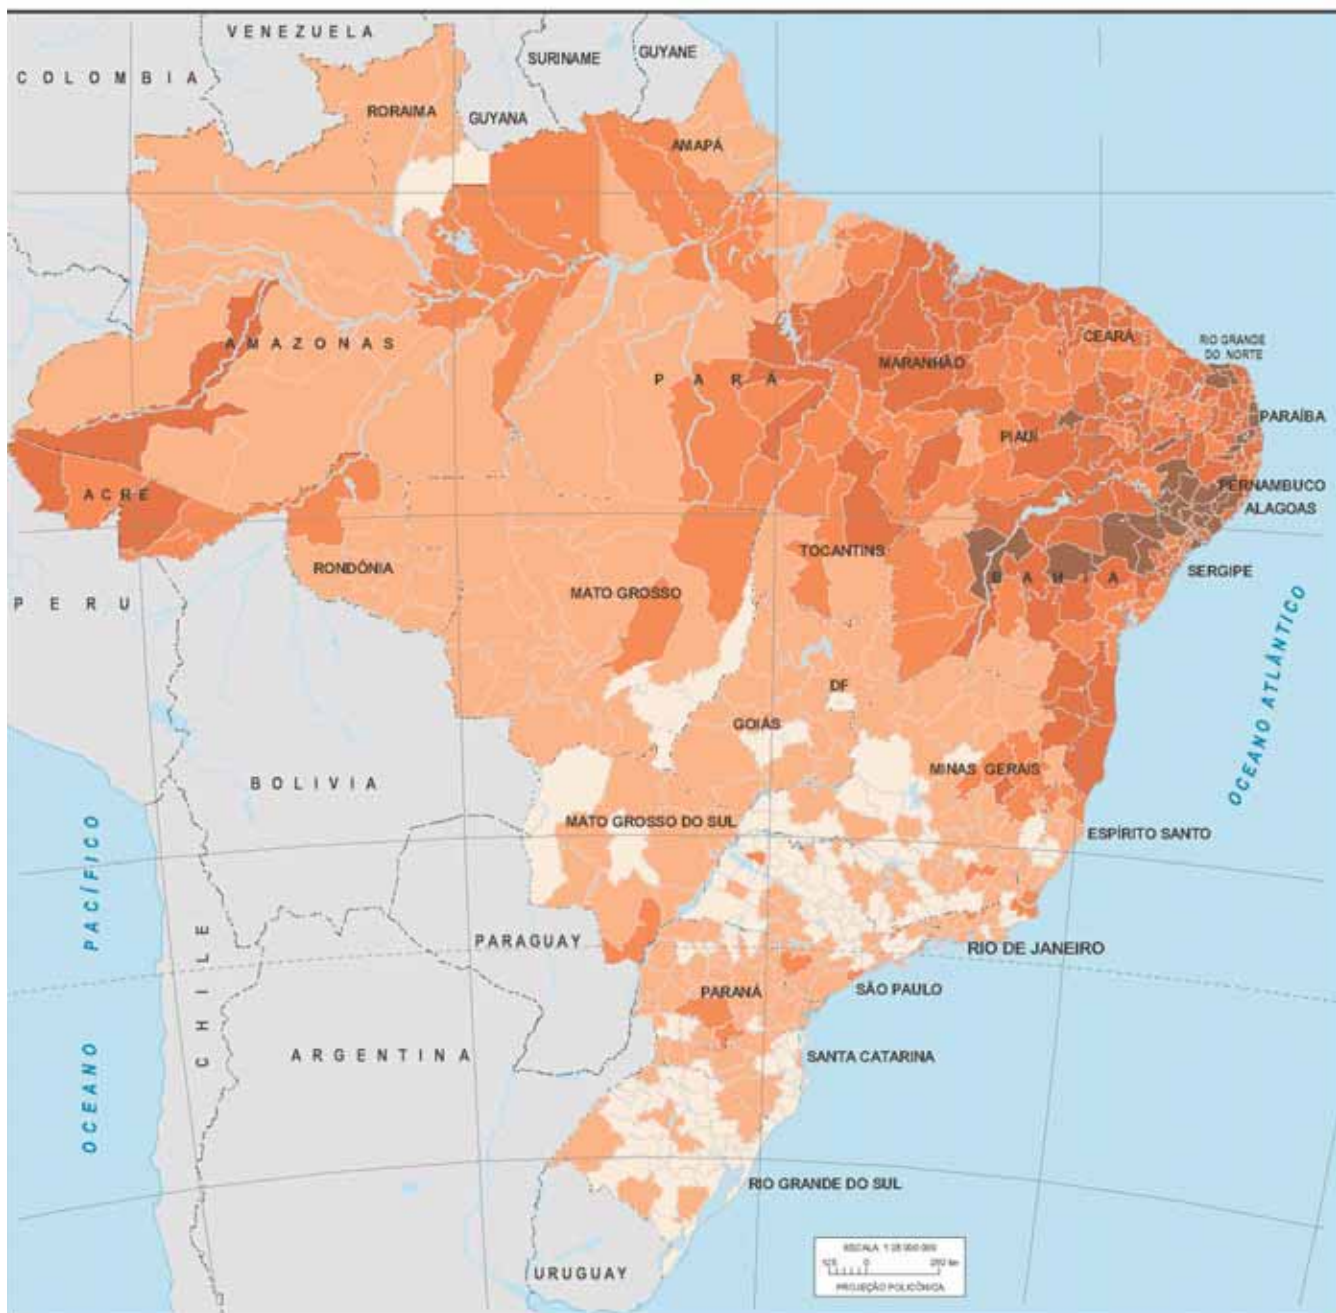 VENEZUELA
SURINAME
GUYANE
COLOMBIA
RORAIMA
GUYANA
AMAPÁ
AMAZONAS
PARÁ
MARANHÃO
CEARÁ
RIO GRANDE
DO NORTE
PARAÍBA
PIAUÍ
ACRE
PERNAMBUCO
ALAGOAS
RONDÔNIA
TOCANTINS
BAHIA
SERGIPE
PERU
MATO GROSSO
OCEANO ATLÂNTICO
DF
GOIÁS
BOLIVIA
MINAS GERAIS
MATO GROSSO DO SUL
ESPÍRITO SANTO
OCEANO PACÍFICO
CHILE
PARAGUAY
RIO DE JANEIRO
PARANÁ
SÃO PAULO
ARGENTINA
SANTA CATARINA
RIO GRANDE DO SUL
URUGUAY
ESCALA
0
PROJEÇÃO POLICÔNICA